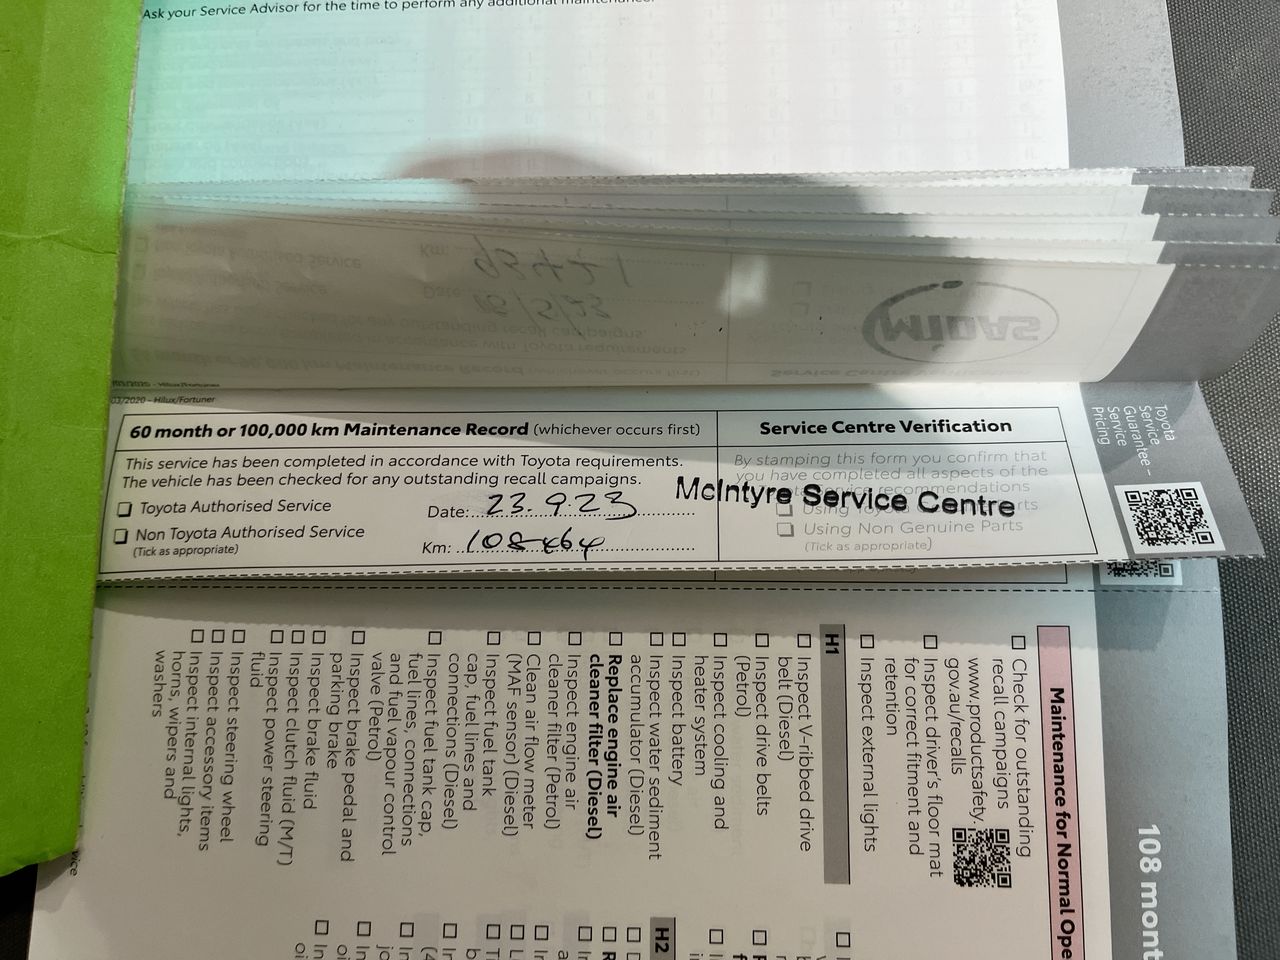 Ask your Service Advisor for the time to perform any additional maintenance.
03/2020 - Hilux/Fortuner
60 month or 100,000 km Maintenance Record (whichever occurs first)
This service has been completed in accordance with Toyota requirements.
The vehicle has been checked for any outstanding recall campaigns.
☐ Toyota Authorised Service
☐ Non Toyota Authorised Service
(Tick as appropriate)
Date: 23.9.23
Km:
Service Centre Verification
By stamping this form you confirm that
you have completed all aspects of the
McIntyre Service Centre
☐ Using Non Genuine Parts
(Tick as appropriate)
Toyota
Service
Guarantee –
Service
Pricing
MIDAS
108 mont
Maintenance for Normal Ope
☐ Check for outstanding
recall campaigns
www.productsafety.
gov.au/recalls
☐ Inspect driver's floor mat
for correct fitment and
retention
☐ Inspect external lights
H1
☐ Inspect V-ribbed drive
belt (Diesel)
☐ Inspect drive belts
(Petrol)
☐ Inspect cooling and
heater system
☐ Inspect battery
☐ Inspect water sediment
accumulator (Diesel)
☐ Replace engine air
cleaner filter (Diesel)
☐ Inspect engine air
cleaner filter (Petrol)
☐ Clean air flow meter
(MAF sensor) (Diesel)
☐ Inspect fuel tank
cap, fuel lines and
connections (Diesel)
☐ Inspect fuel tank cap,
fuel lines, connections
and fuel vapour control
valve (Petrol)
☐ Inspect brake pedal and
parking brake
☐ Inspect brake fluid
☐ Inspect clutch fluid (M/T)
☐ Inspect power steering
fluid
☐ Inspect steering wheel
☐ Inspect accessory items
☐ Inspect internal lights,
horns, wipers and
washers
H2